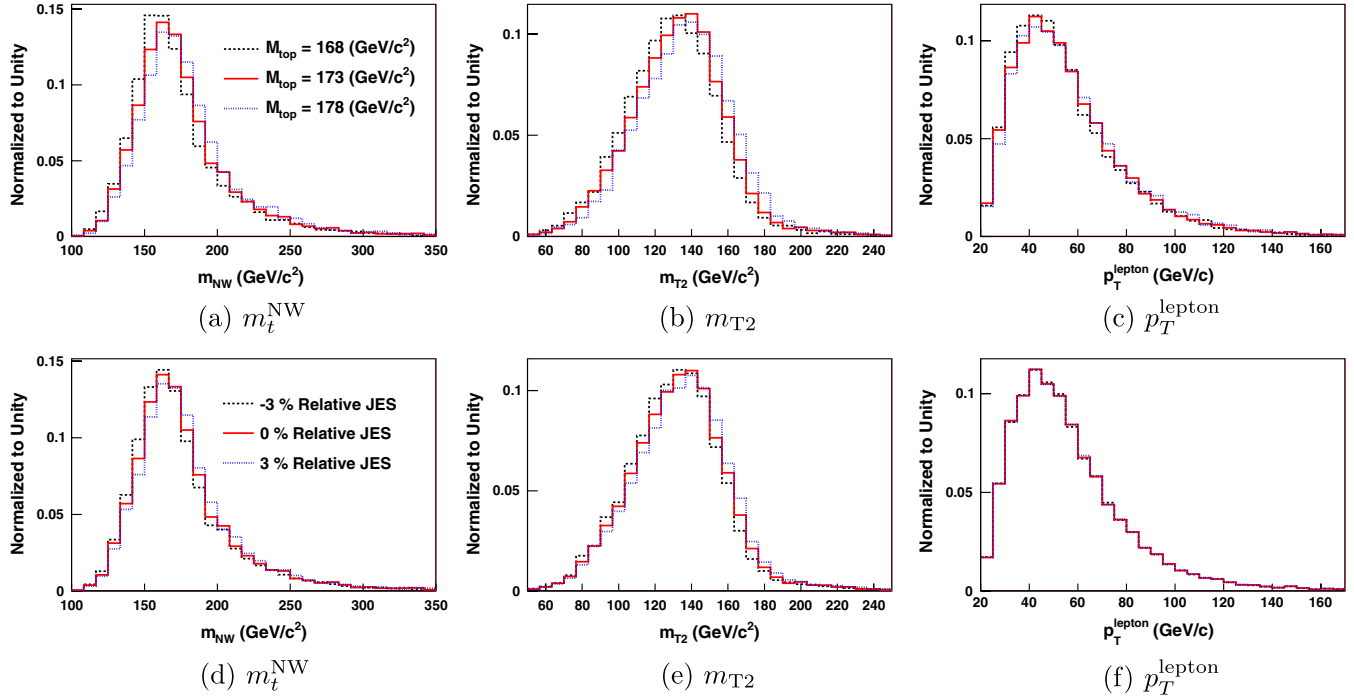 Normalized to Unity
0.15
0.1
0.05
0
M_top = 168 (GeV/c²)
M_top = 173 (GeV/c²)
M_top = 178 (GeV/c²)
100 150 200 250 300 350
m_NW (GeV/c²)
(a) m_t^NW
Normalized to Unity
0.1
0.05
0
60 80 100 120 140 160 180 200 220 240
m_T2 (GeV/c²)
(b) m_T2
Normalized to Unity
0.1
0.05
0
20 40 60 80 100 120 140 160
p_T^lepton (GeV/c)
(c) p_T^lepton
Normalized to Unity
0.15
0.1
0.05
0
-3 % Relative JES
0 % Relative JES
3 % Relative JES
100 150 200 250 300 350
m_NW (GeV/c²)
(d) m_t^NW
Normalized to Unity
0.1
0.05
0
60 80 100 120 140 160 180 200 220 240
m_T2 (GeV/c²)
(e) m_T2
Normalized to Unity
0.1
0.05
0
20 40 60 80 100 120 140 160
p_T^lepton (GeV/c)
(f) p_T^lepton